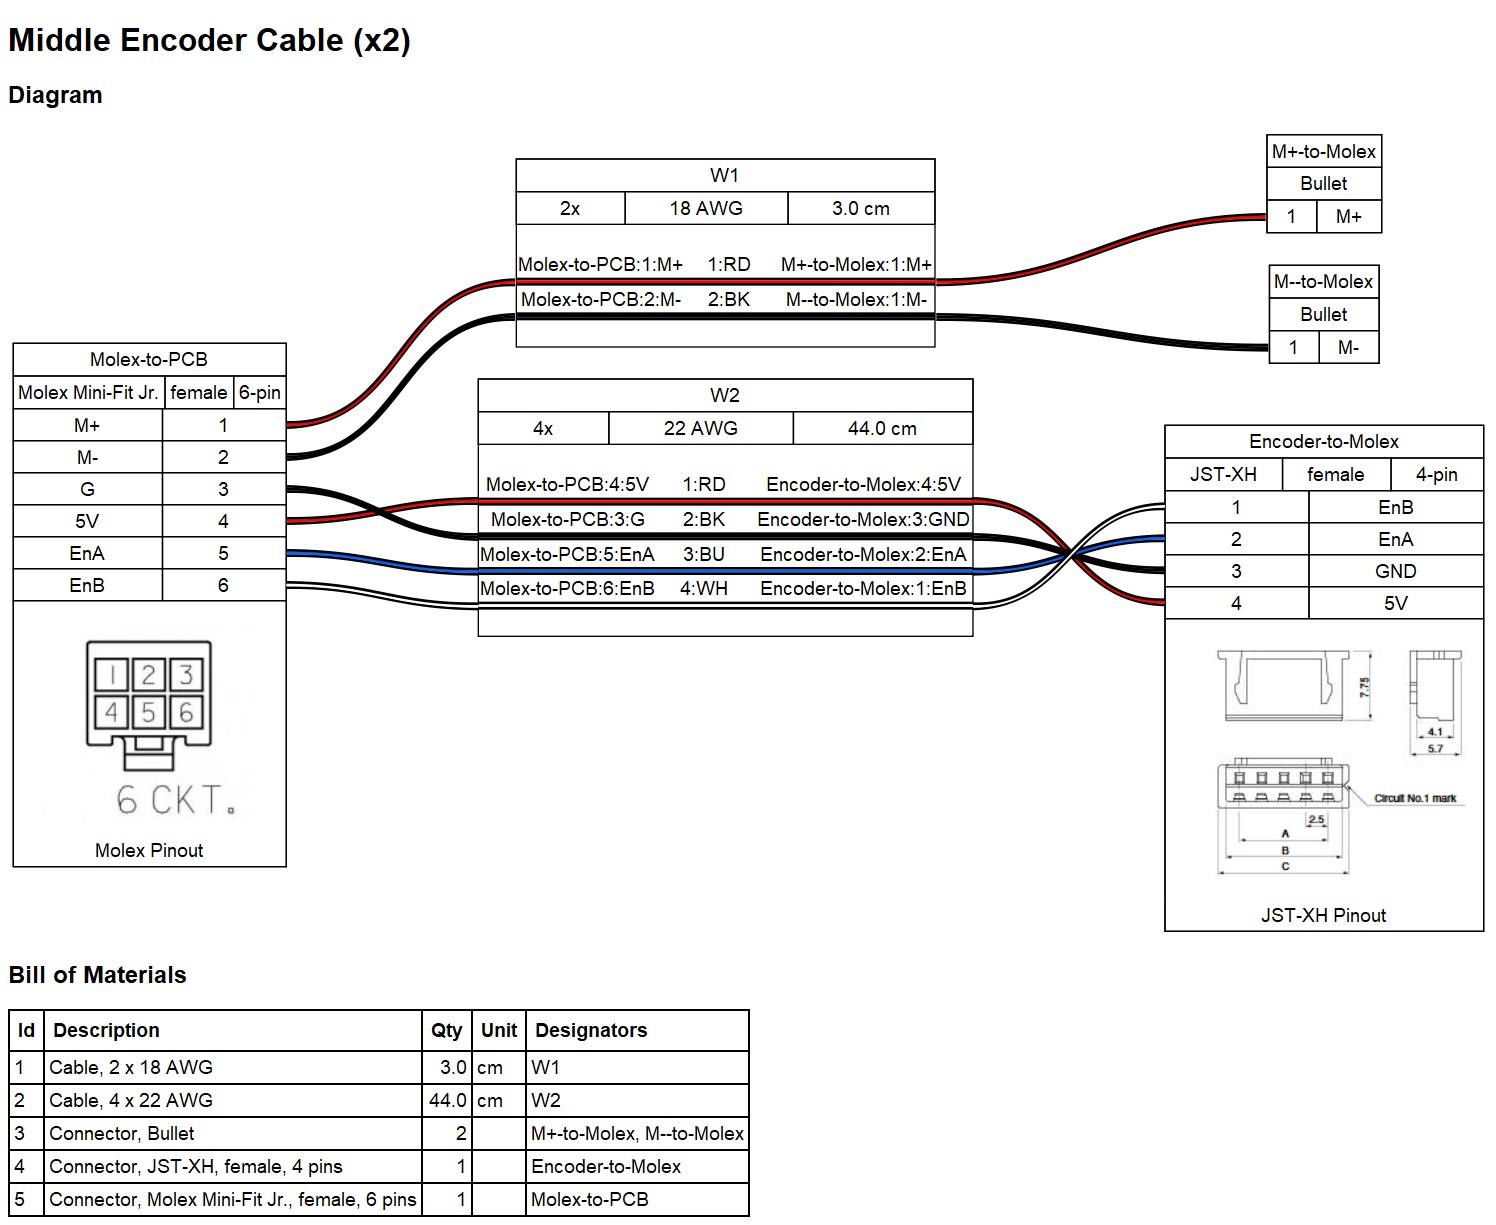 Middle Encoder Cable (x2)
Diagram
W1
2x 18 AWG 3.0 cm
Molex-to-PCB:1:M+ 1:RD M+-to-Molex:1:M+
Molex-to-PCB:2:M- 2:BK M--to-Molex:1:M-
M+-to-Molex
Bullet
1 M+
M--to-Molex
Bullet
1 M-
Molex-to-PCB
Molex Mini-Fit Jr. female 6-pin
M+ 1
M- 2
G 3
5V 4
EnA 5
EnB 6
1 2 3
4 5 6
6 CKT.
Molex Pinout
W2
4x 22 AWG 44.0 cm
Molex-to-PCB:4:5V 1:RD Encoder-to-Molex:4:5V
Molex-to-PCB:3:G 2:BK Encoder-to-Molex:3:GND
Molex-to-PCB:5:EnA 3:BU Encoder-to-Molex:2:EnA
Molex-to-PCB:6:EnB 4:WH Encoder-to-Molex:1:EnB
Encoder-to-Molex
JST-XH female 4-pin
1 EnB
2 EnA
3 GND
4 5V
7.75
4.1
5.7
Circuit No.1 mark
2.5
A
B
C
JST-XH Pinout
Bill of Materials
Id Description Qty Unit Designators
1 Cable, 2 x 18 AWG 3.0 cm W1
2 Cable, 4 x 22 AWG 44.0 cm W2
3 Connector, Bullet 2 M+-to-Molex, M--to-Molex
4 Connector, JST-XH, female, 4 pins 1 Encoder-to-Molex
5 Connector, Molex Mini-Fit Jr., female, 6 pins 1 Molex-to-PCB